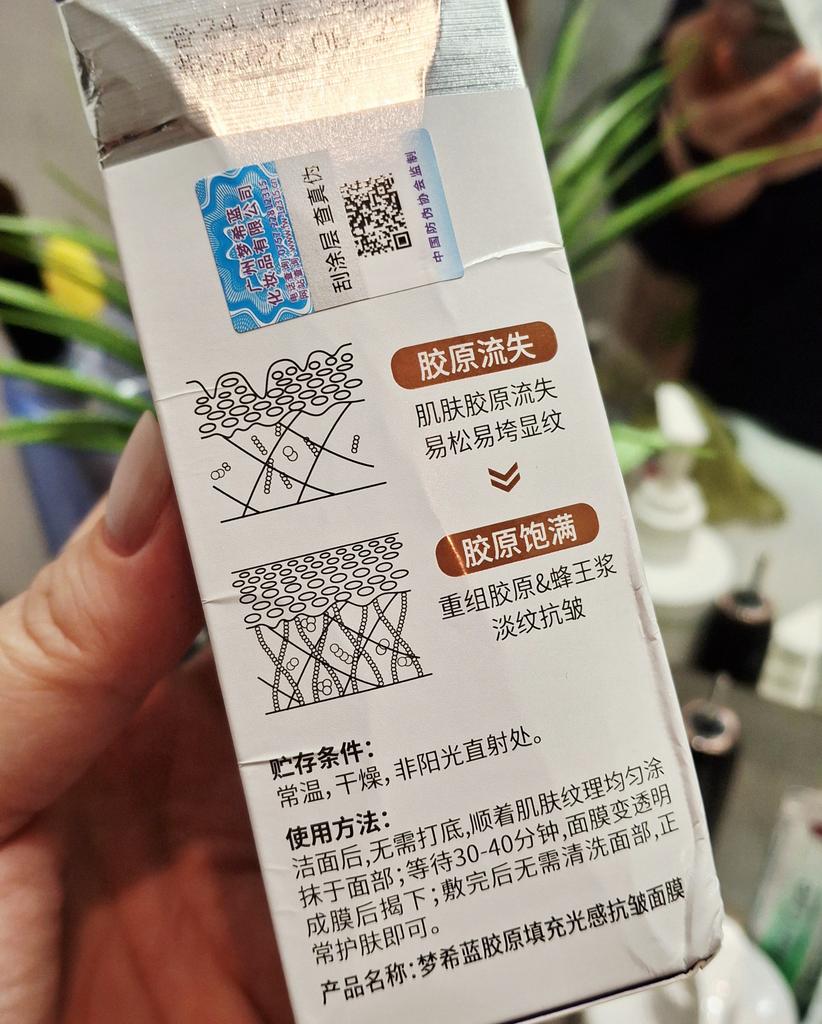 广州梦希蓝
化妆品有限公司
刮涂层 查真伪
中国防伪协会监制
胶原流失
肌肤胶原流失
易松易垮显纹
胶原饱满
重组胶原&蜂王浆
淡纹抗皱
贮存条件：
常温，干燥，非阳光直射处。
使用方法：
洁面后，无需打底，顺着肌肤纹理均匀涂
抹于面部；等待30-40分钟，面膜变透明
成膜后揭下；敷完后无需清洗面部，正
常护肤即可。
产品名称：梦希蓝胶原填充光感抗皱面膜